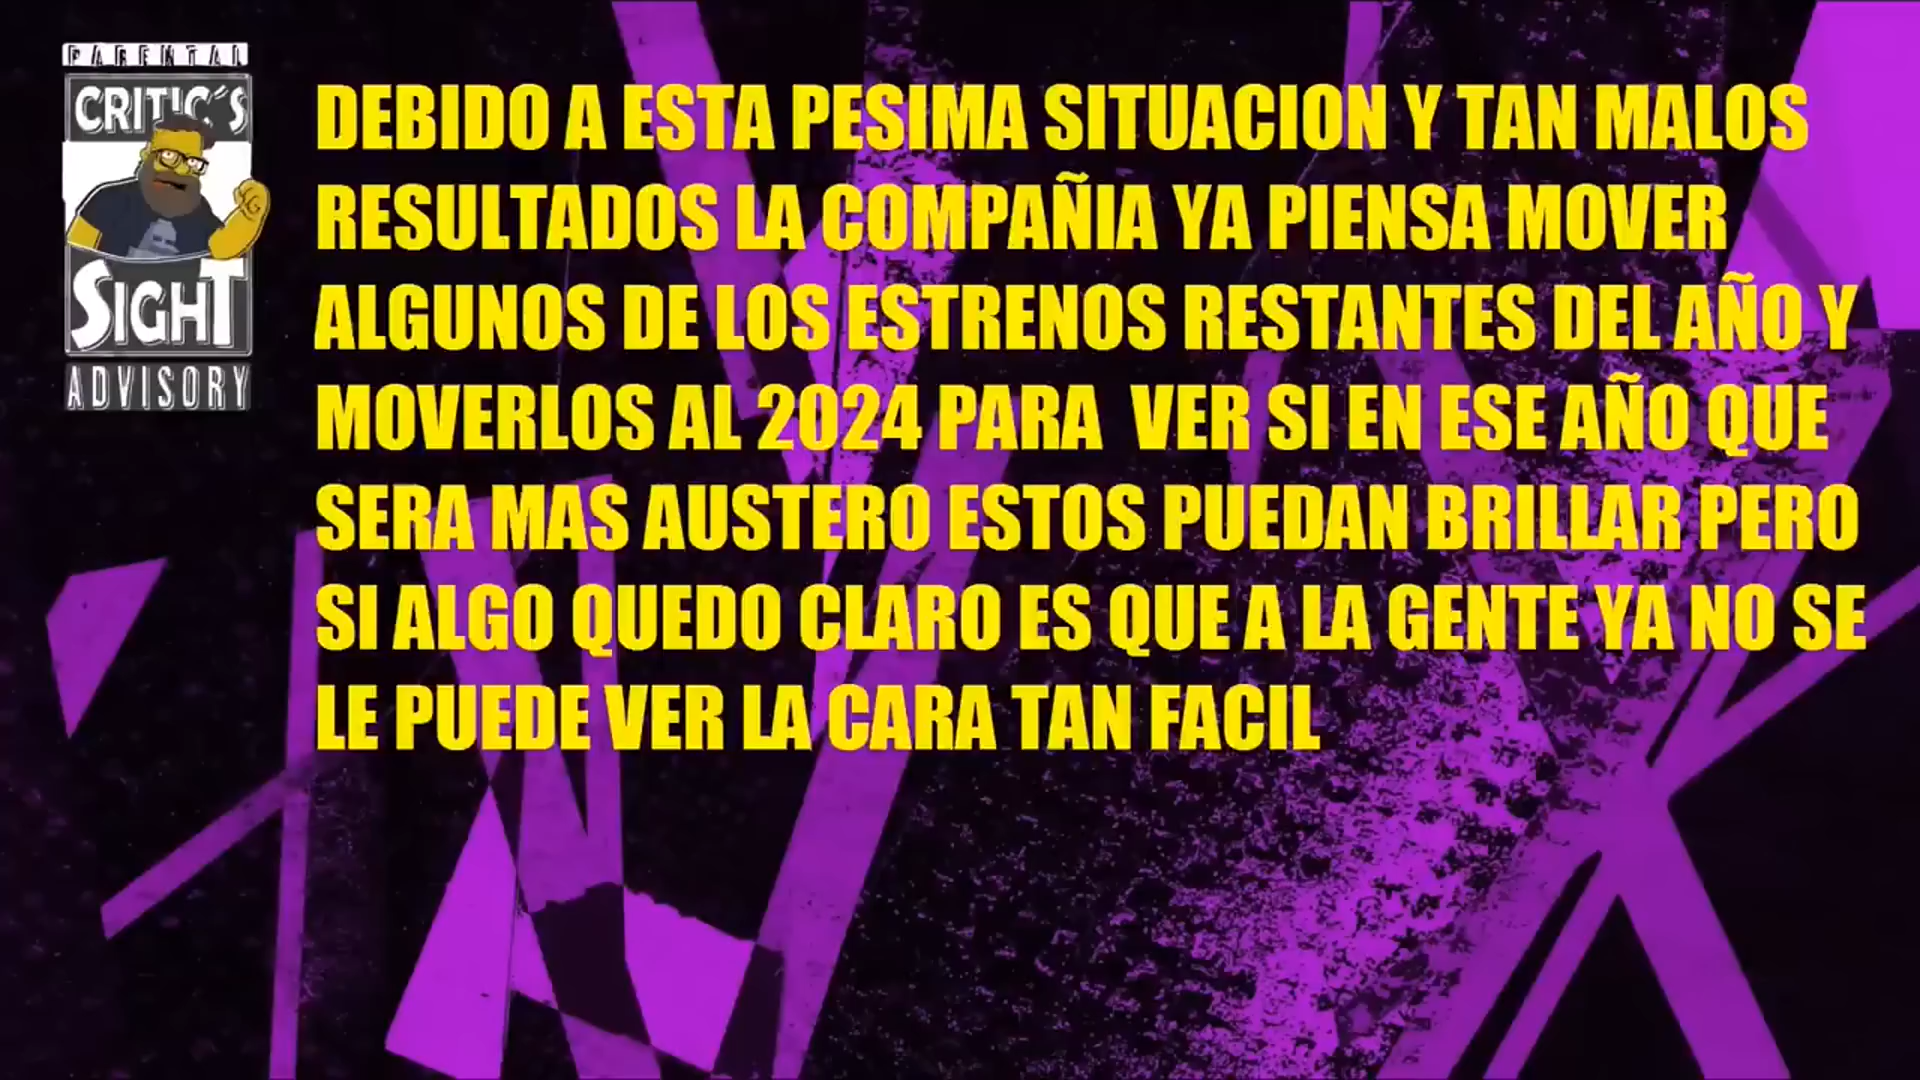 PARENTAL
CRITIC´S
SIGHT
ADVISORY
DEBIDO A ESTA PESIMA SITUACION Y TAN MALOS
RESULTADOS LA COMPAÑIA YA PIENSA MOVER
ALGUNOS DE LOS ESTRENOS RESTANTES DEL AÑO Y
MOVERLOS AL 2024 PARA VER SI EN ESE AÑO QUE
SERA MAS AUSTERO ESTOS PUEDAN BRILLAR PERO
SI ALGO QUEDO CLARO ES QUE A LA GENTE YA NO SE
LE PUEDE VER LA CARA TAN FACIL